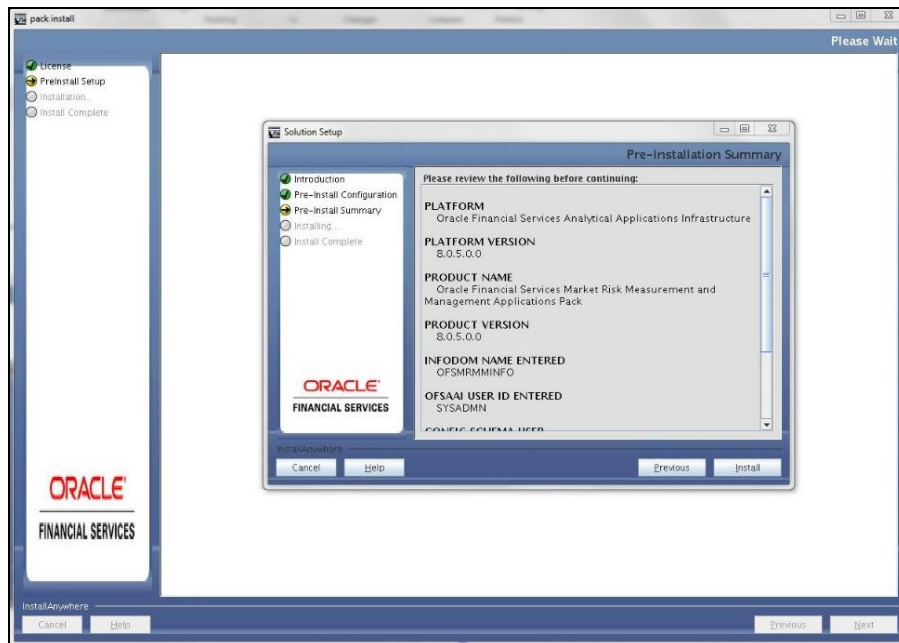 pack install
Please Wait
License
PreInstall Setup
Installation..
Install Complete
Solution Setup
Pre-Installation Summary
Introduction
Pre-Install Configuration
Pre-Install Summary
Installing...
Install Complete
Please review the following before continuing:
PLATFORM
Oracle Financial Services Analytical Applications Infrastructure
PLATFORM VERSION
8.0.5.0.0
PRODUCT NAME
Oracle Financial Services Market Risk Measurement and
Management Applications Pack
PRODUCT VERSION
8.0.5.0.0
INFODOM NAME ENTERED
OFSMRMMINFO
OFSAAI USER ID ENTERED
SYSADMN
CONFIG SCHEMA USER
ORACLE
FINANCIAL SERVICES
InstallAnywhere
Cancel
Help
Previous
Install
ORACLE
FINANCIAL SERVICES
InstallAnywhere
Cancel
Help
Previous
Next